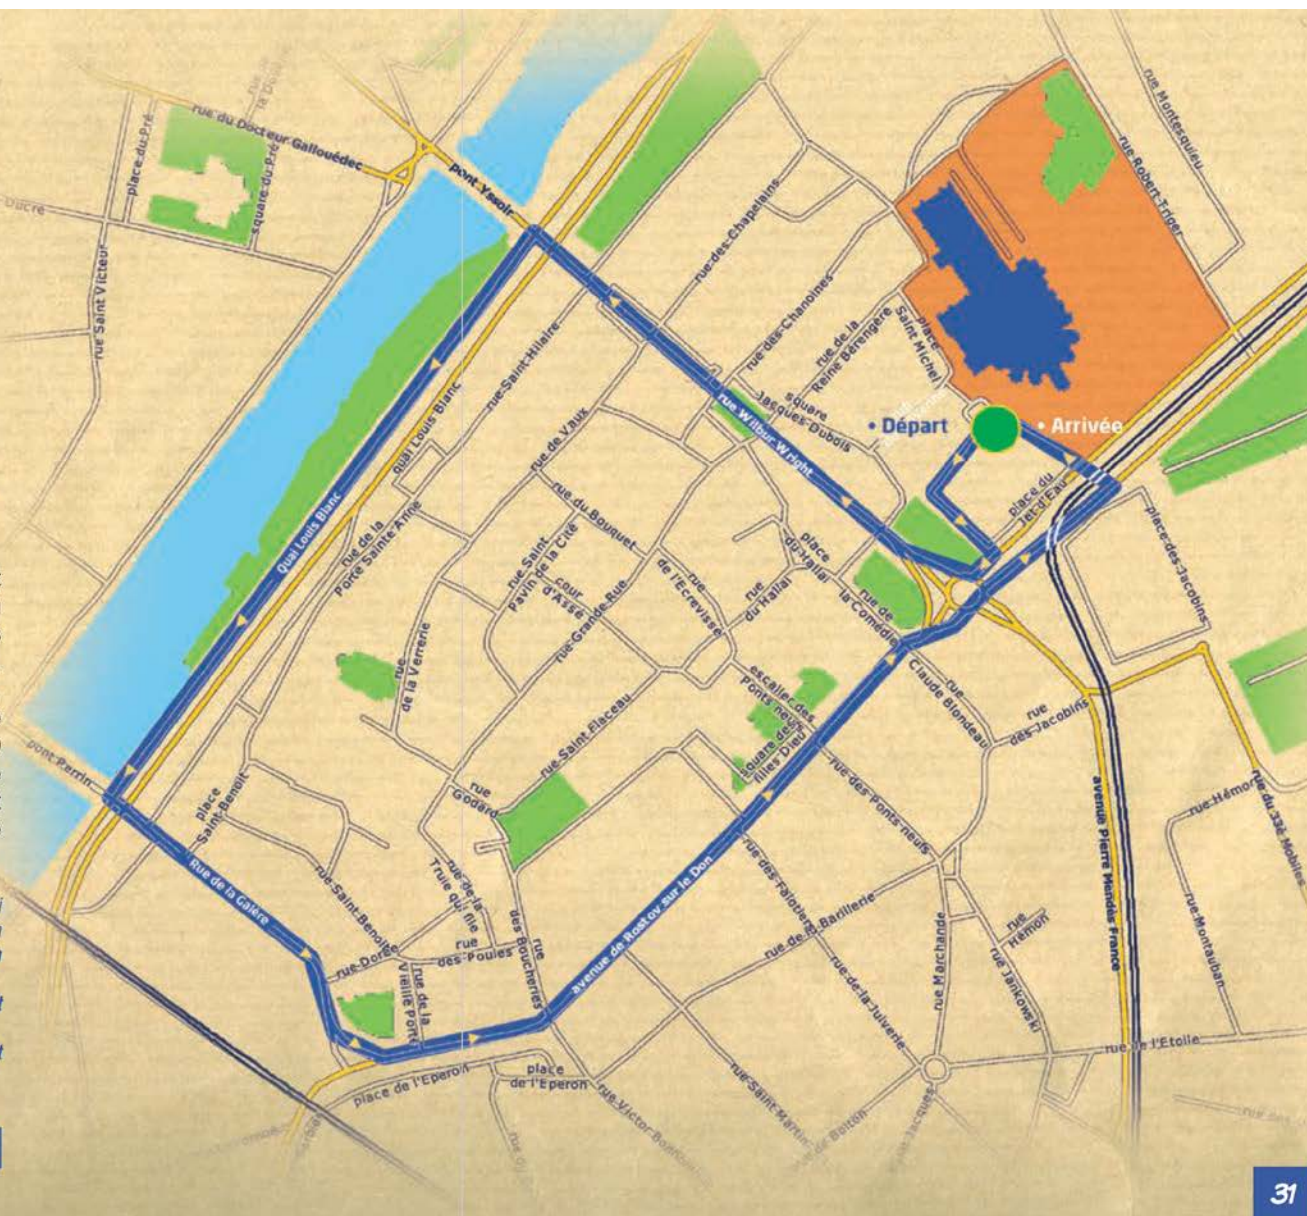 rue du Docteur Gallouédec
place du Pré
square du Pré
rue Saint Victeur
pont Yssoir
rue Montesquieu
rue Robert Triger
rue des Chapelains
rue des Chanoines
rue de la
Reine Bérengère
place
Saint Michel
square
Jacques Dubois
• Départ
• Arrivée
rue Wilbur Wright
rue Saint Hilaire
quai Louis Blanc
Quai Louis Blanc
rue de Vaux
rue de la
Porte Sainte Anne
rue du Bouquet
rue Saint
Pavin de la Cité
cour
d'Assé
rue Grande Rue
rue
de l'Ecrevisse
rue
du Hallai
place
du Hallai
rue de
la Comédie
place du
Jet d'Eau
place des Jacobins
rue
de la Verrerie
rue Saint Flaceau
escalier des
Ponts neufs
square des
filles Dieu
rue
Claude Blondeau
rue
des Jacobins
pont Perrin
place
Saint Benoit
rue
Godard
rue des Ponts neufs
avenue Pierre Mendès France
rue Hémon
rue du 33è Mobiles
Rue de la Galère
rue Saint Benoit
rue de la
Truie qui file
rue
des Boucheries
avenue de Rostov sur le Don
rue des Falotiers
rue de la Barillerie
rue Marchande
rue
Hémon
rue Jankowski
rue Montauban
rue Dorée
rue
des Poules
rue de la
Vieille Porte
rue de la Juiverie
place de l'Eperon
place
de l'Eperon
rue Victor Bonhommet
rue Saint Martin
rue de Bolton
rue de l'Etoile
31